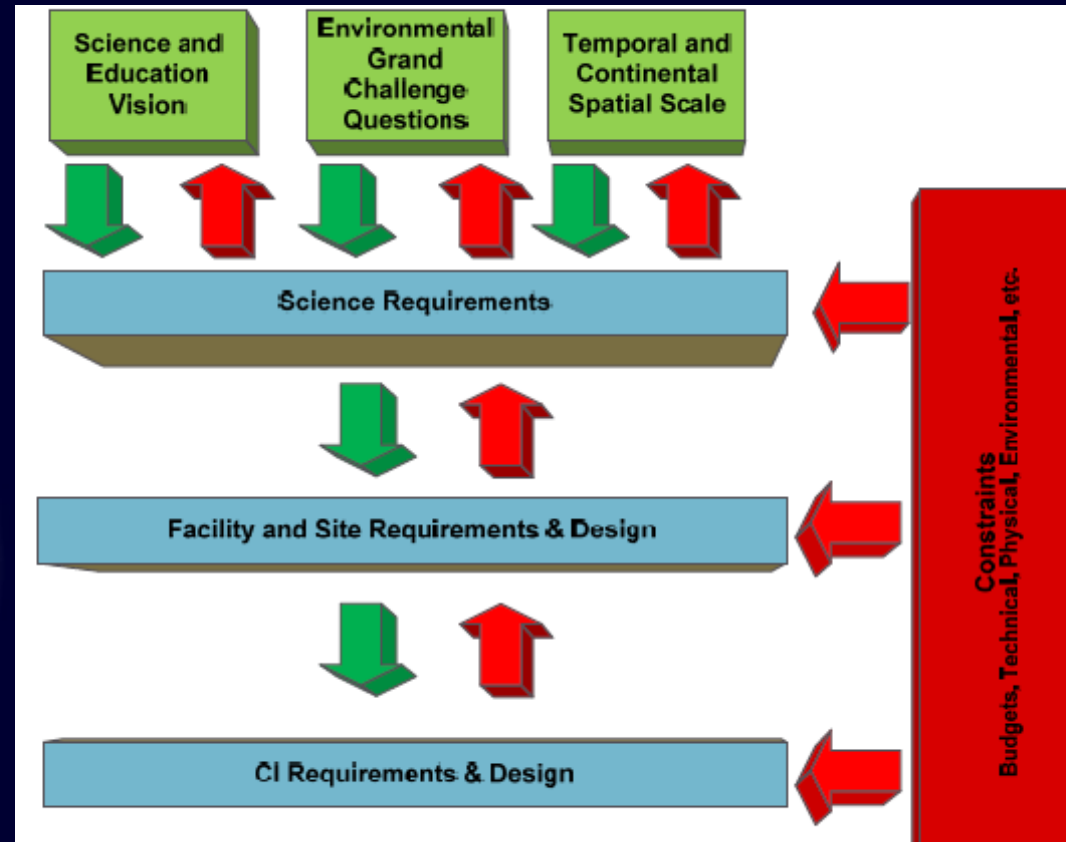 Science and
Education
Vision
Environmental
Grand
Challenge
Questions
Temporal and
Continental
Spatial Scale
Science Requirements
Facility and Site Requirements & Design
CI Requirements & Design
Constraints
Budgets, Technical, Physical, Environmental, etc.